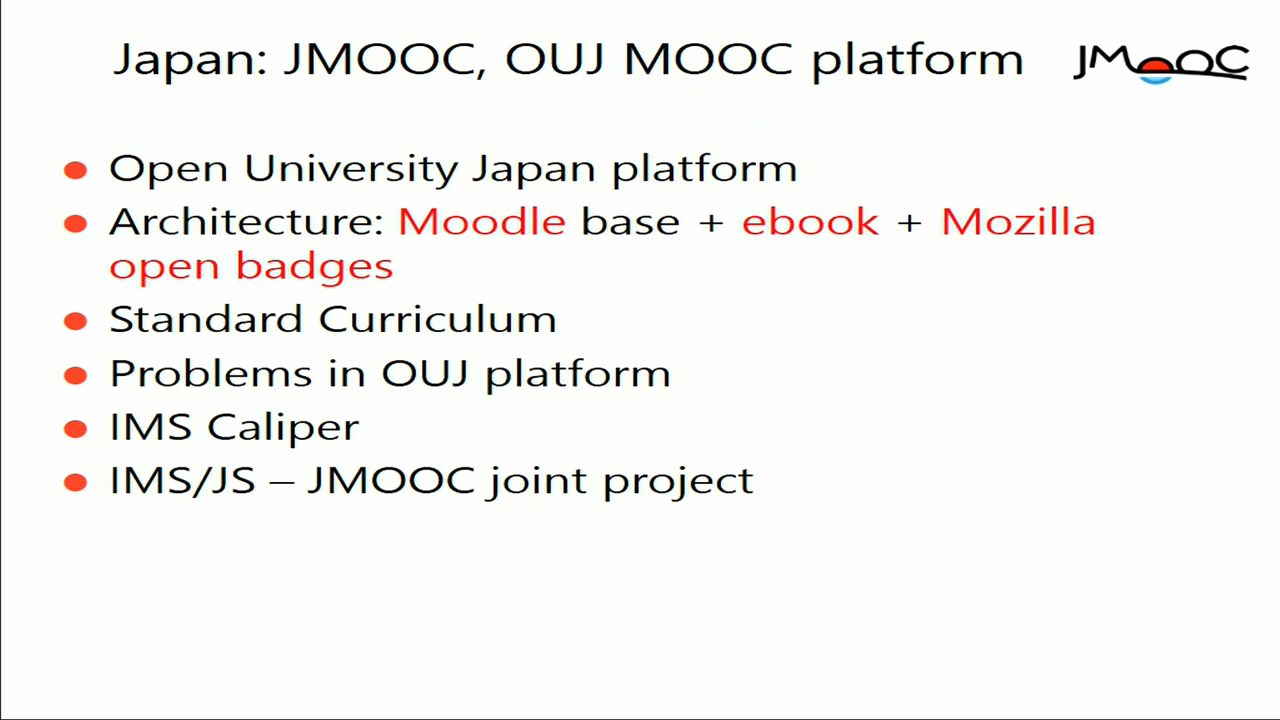 Japan: JMOOC, OUJ MOOC platform
JMOOC
Open University Japan platform
Architecture: Moodle base + ebook + Mozilla
open badges
Standard Curriculum
Problems in OUJ platform
IMS Caliper
IMS/JS – JMOOC joint project